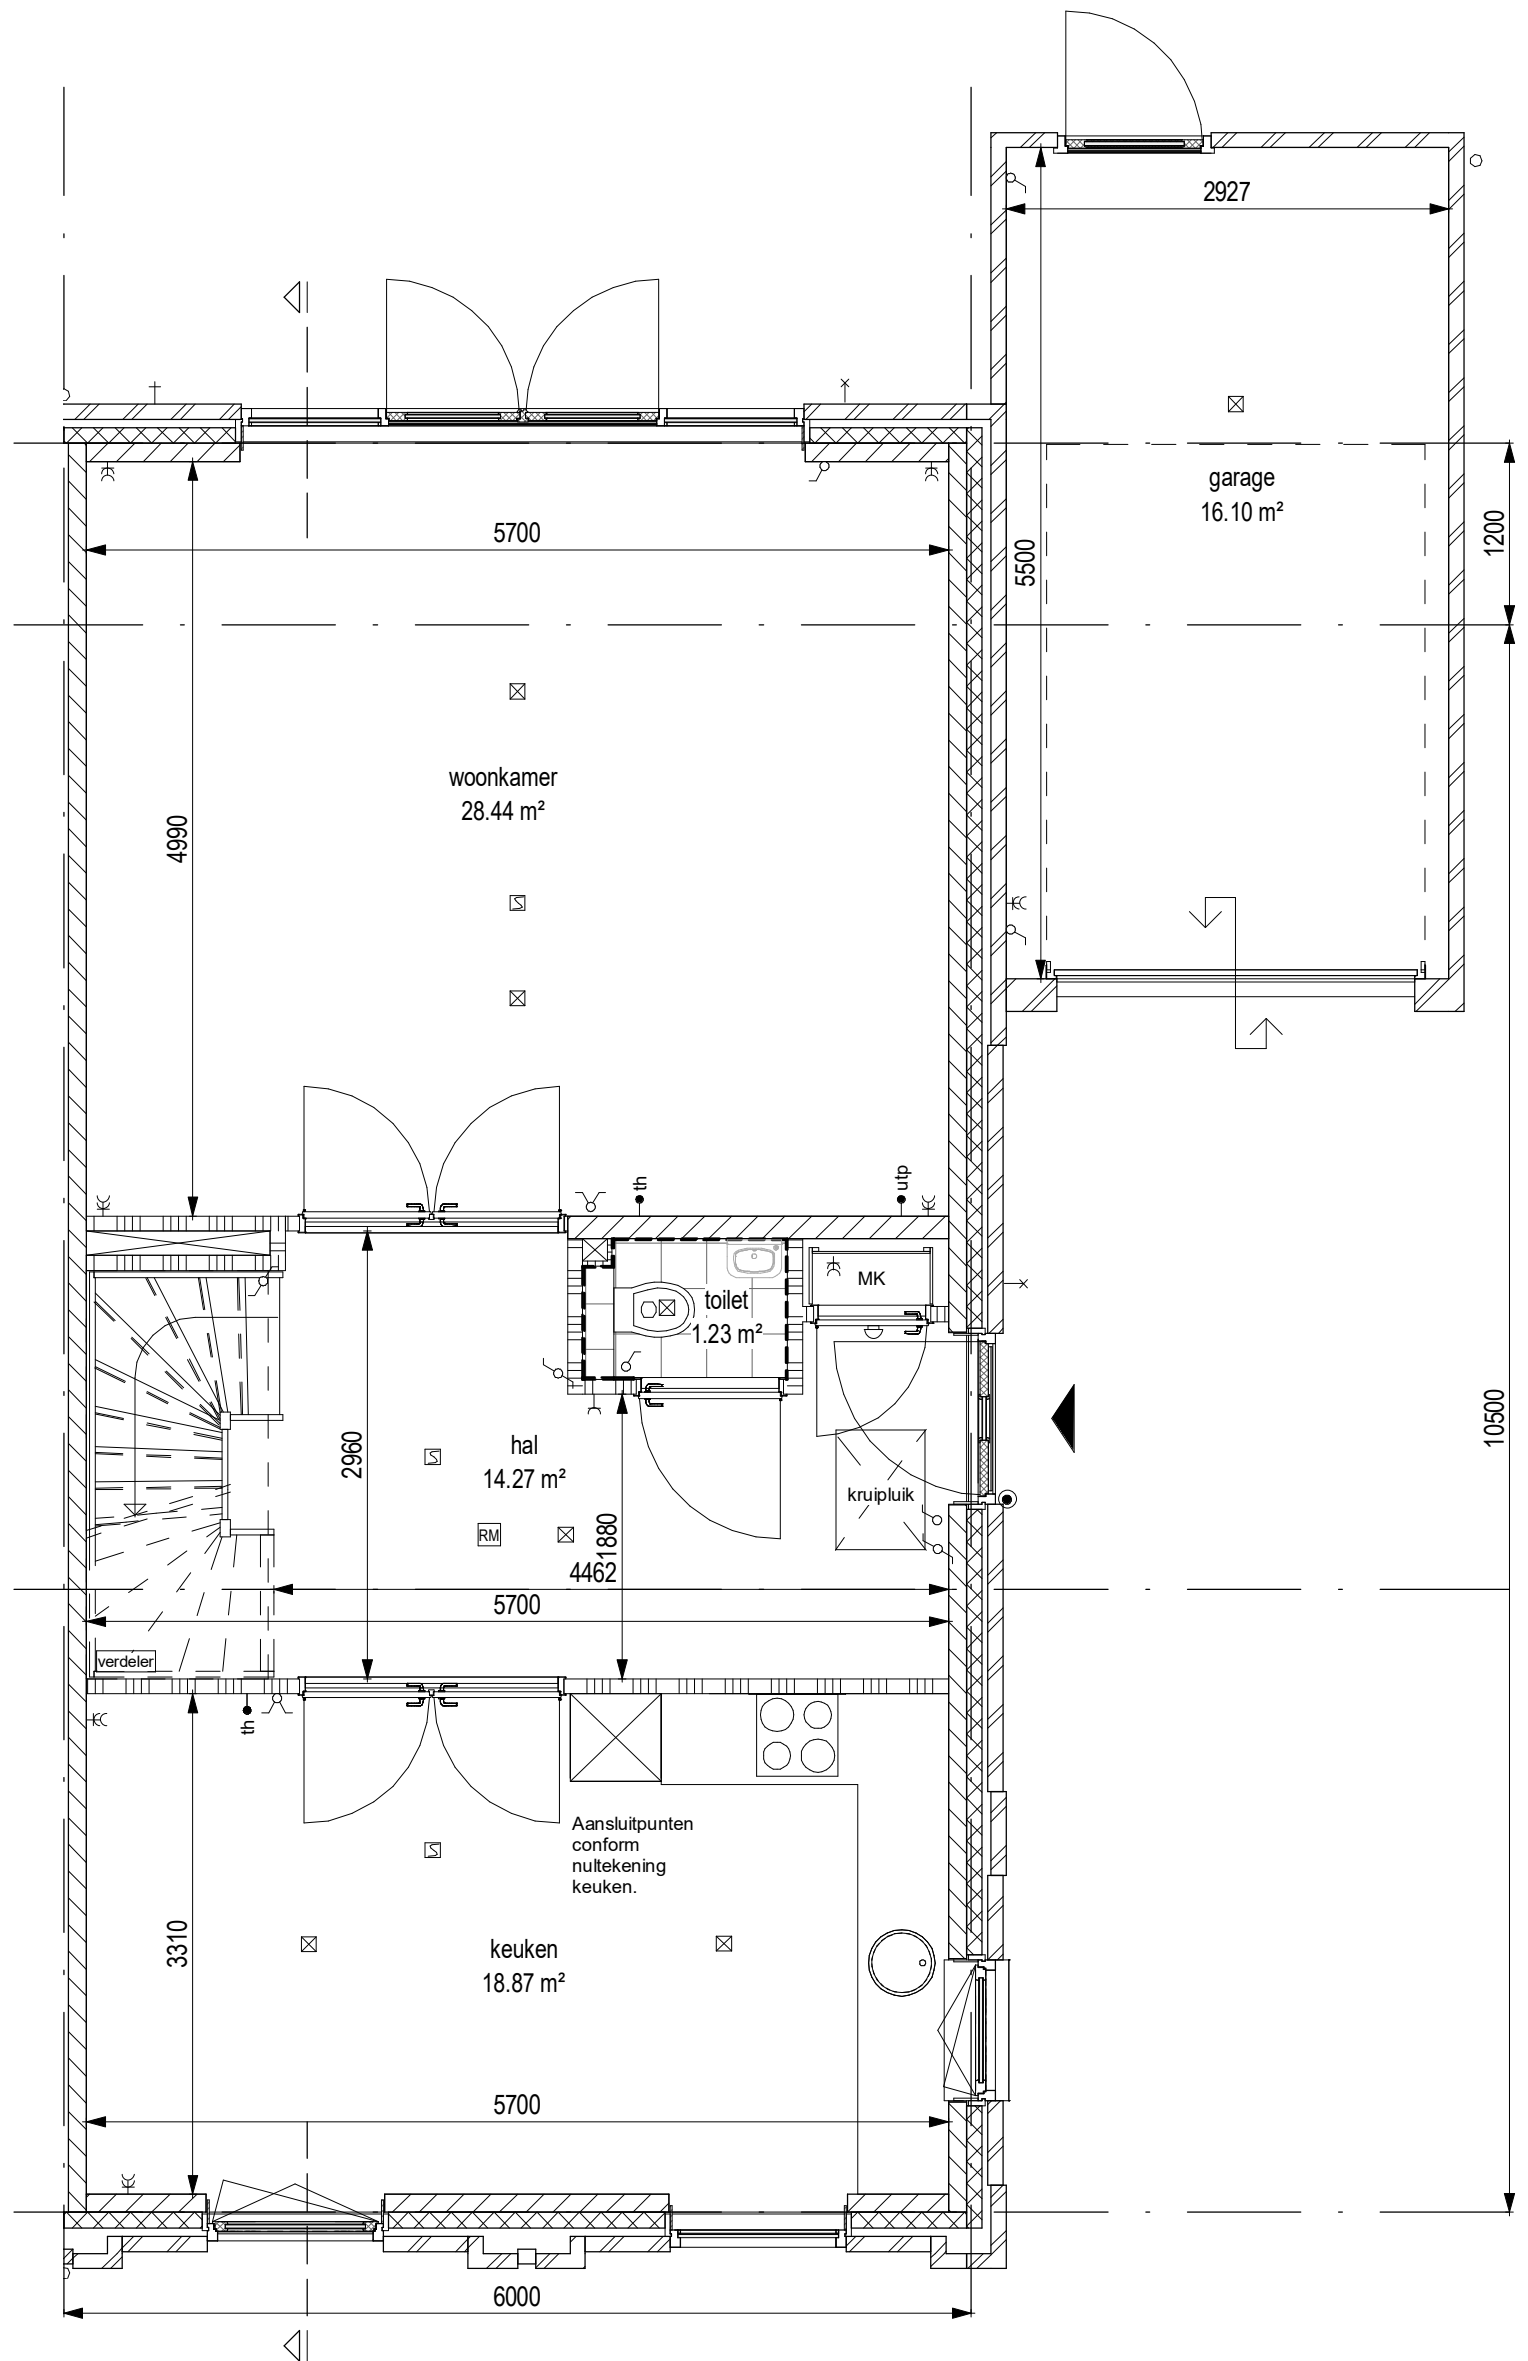 2927
garage
16.10 m²
5500
1200
5700
woonkamer
28.44 m²
4990
th
utp
MK
toilet
1.23 m²
hal
14.27 m²
2960
kruipluik
RM
1880
4462
5700
10500
verdeler
th
Aansluitpunten
conform
nultekening
keuken.
3310
keuken
18.87 m²
5700
6000